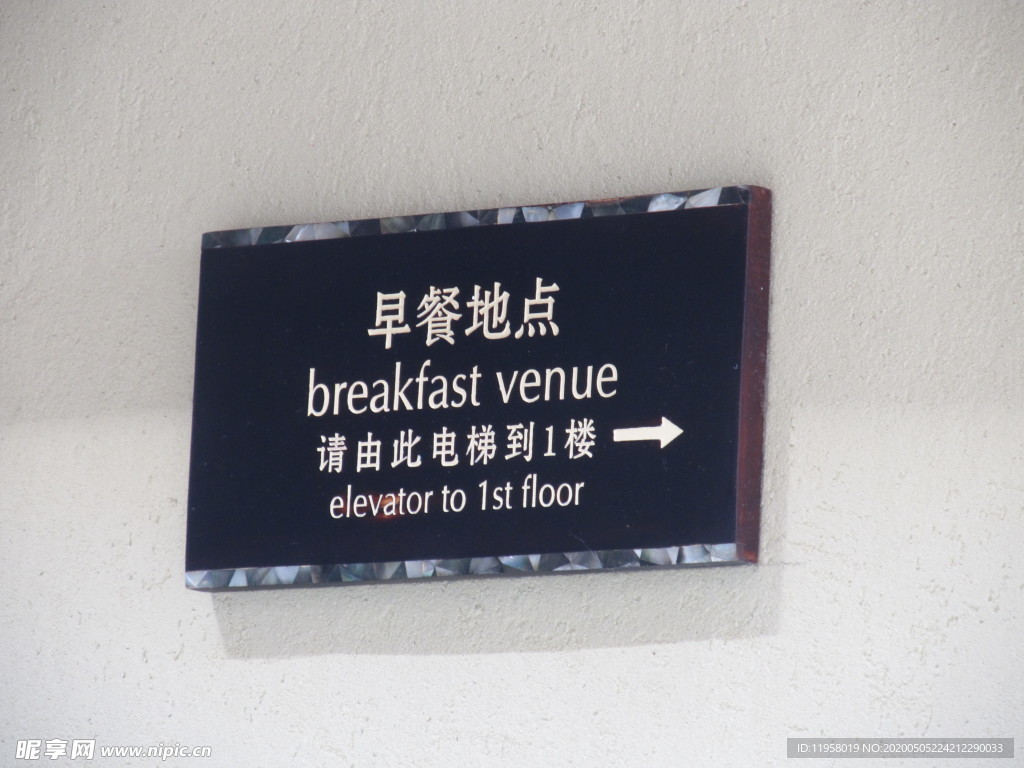 早餐地点
breakfast venue
请由此电梯到1楼
elevator to 1st floor
昵享网 www.nipic.cn
ID:11958019 NO:20200505224212290033